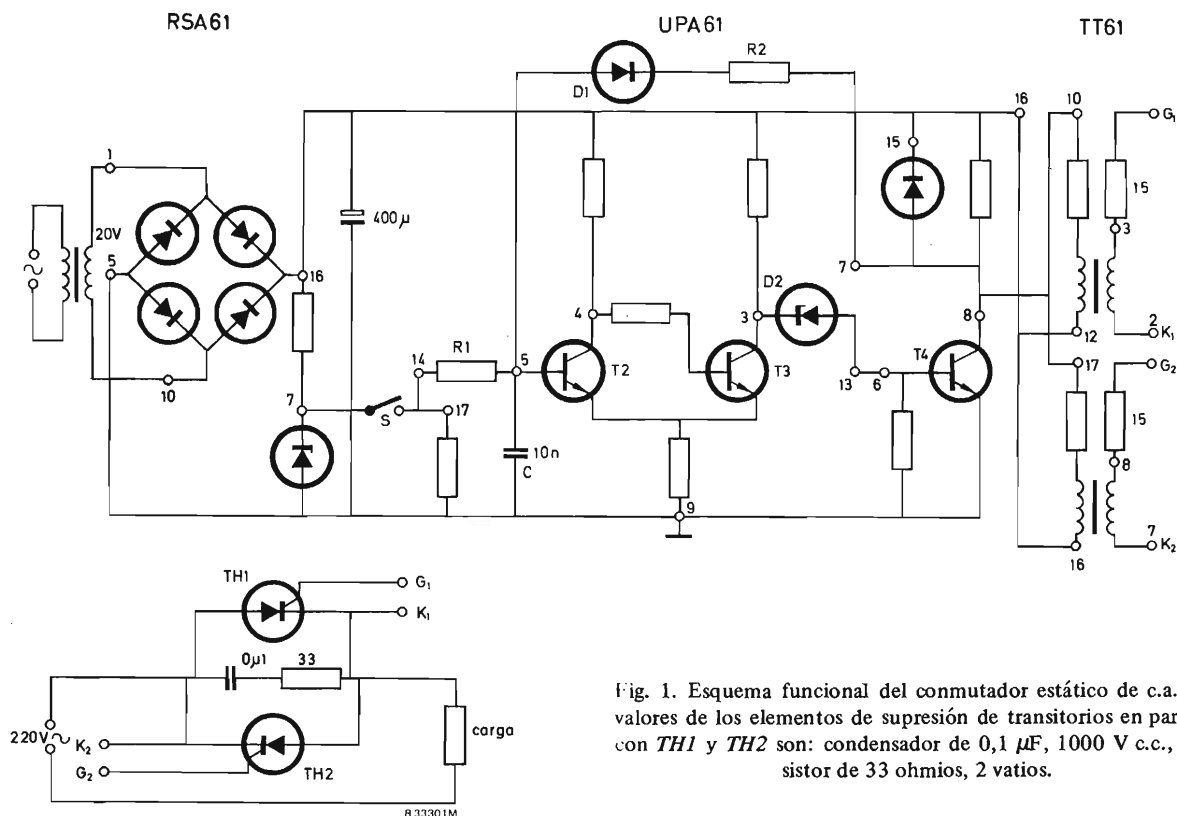 RSA61
UPA61
TT61
R2
D1
16
10
G₁
1
15
15
400μ
3
20V
5
16
7
D2
4
3
8
2
K₁
12
14
R1
5
T2
T3
13
6
T4
17
G₂
7
S
17
15
10
10n
C
8
9
7
K₂
16
TH1
G₁
K₁
0μ1
33
220V
K₂
carga
G₂
TH2
833301M
Fig. 1. Esquema funcional del conmutador estático de c.a.
valores de los elementos de supresión de transitorios en par
con TH1 y TH2 son: condensador de 0,1 μF, 1000 V c.c.,
sistor de 33 ohmios, 2 vatios.